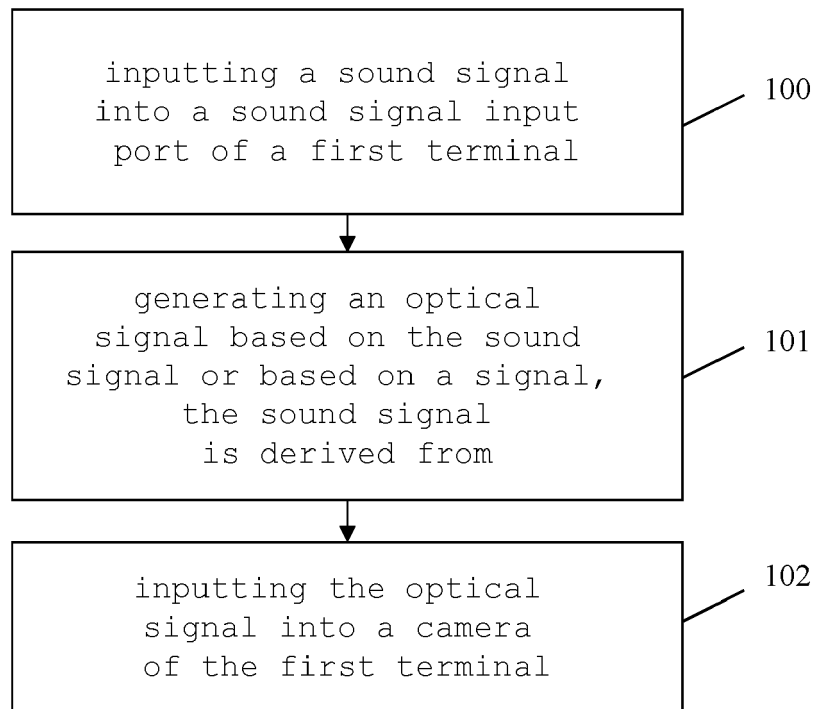 inputting a sound signal
into a sound signal input
port of a first terminal
100
generating an optical
signal based on the sound
signal or based on a signal,
the sound signal
is derived from
101
inputting the optical
signal into a camera
of the first terminal
102